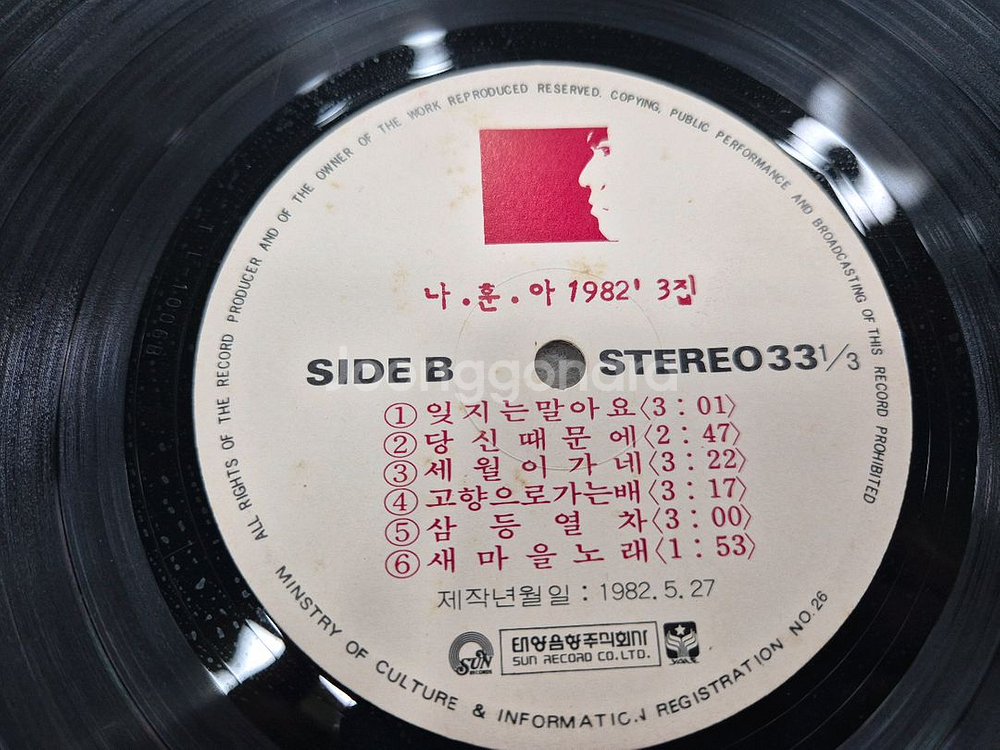 ALL RIGHTS OF THE RECORD PRODUCER AND OF THE OWNER OF THE WORK REPRODUCED RESERVED. COPYING, PUBLIC PERFORMANCE AND BROADCASTING OF THIS RECORD PROHIBITED
나.훈.아 1982' 3집
SIDE B STEREO 33 1/3
① 잊지는말아요〈3 : 01〉
② 당신때문에〈2 : 47〉
③ 세월이가네〈3 : 22〉
④ 고향으로가는배〈3 : 17〉
⑤ 삼등열차〈3 : 00〉
⑥ 새마을노래〈1 : 53〉
제작년월일 : 1982. 5. 27
SUN RECORDS
태양음향주식회사
SUN RECORD CO. LTD.
MINSTRY OF CULTURE & INFORMATION REGISTRATION NO. 26
joonggonara